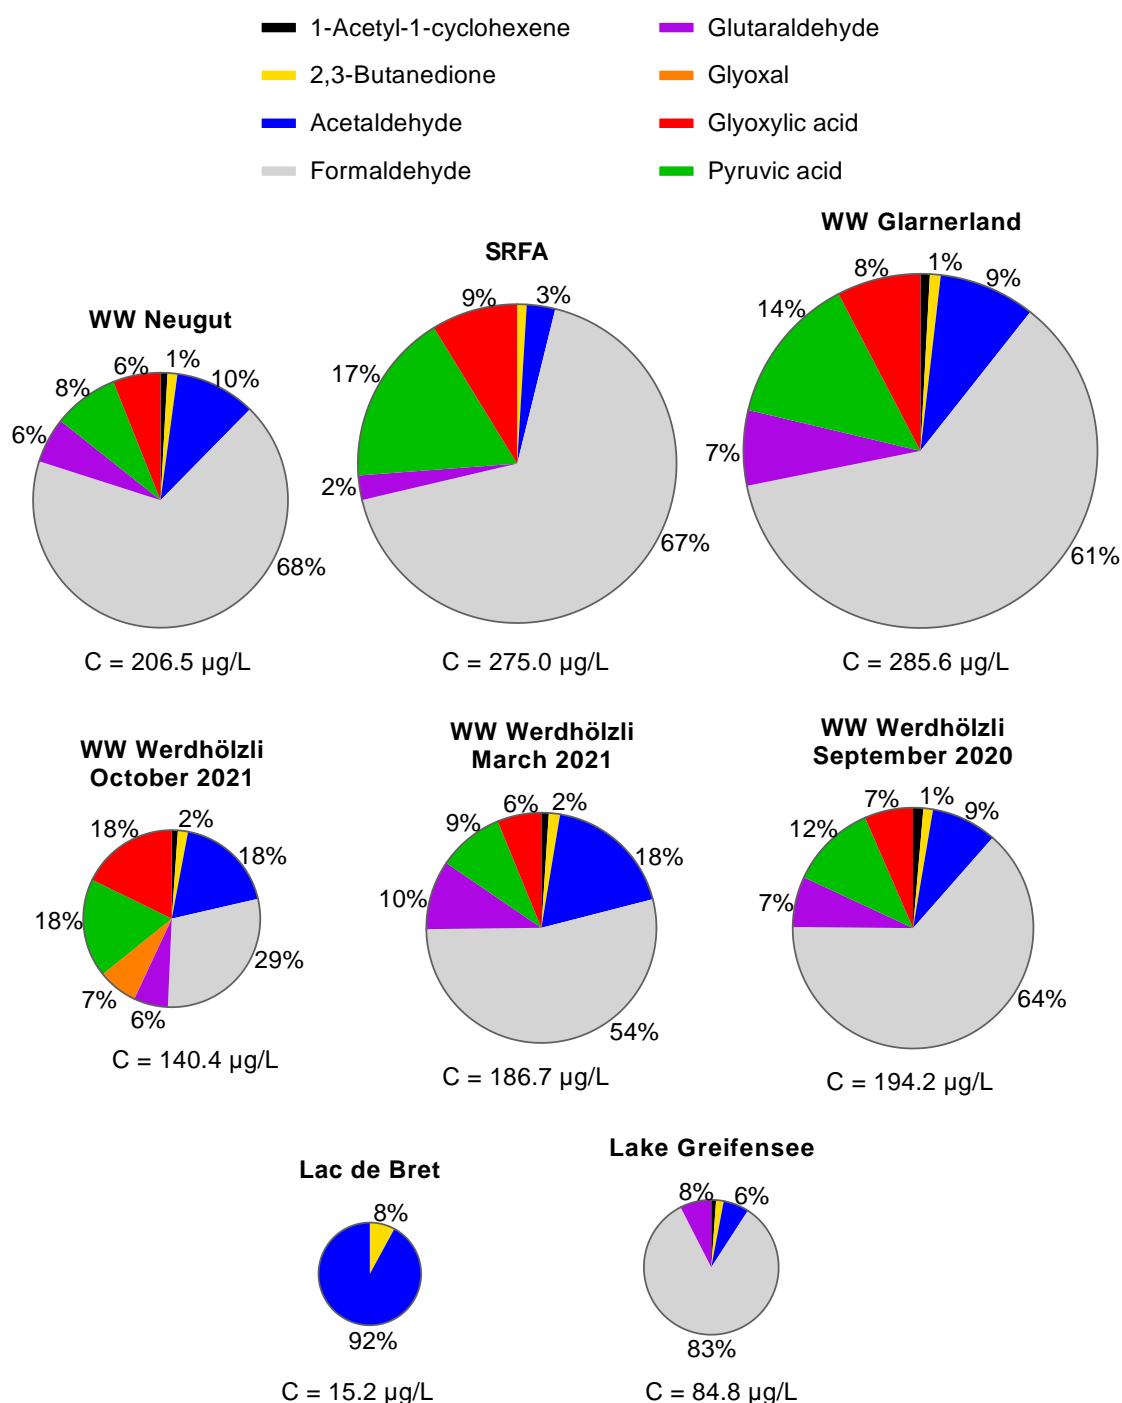 1-Acetyl-1-cyclohexene
2,3-Butanedione
Acetaldehyde
Formaldehyde
Glutaraldehyde
Glyoxal
Glyoxylic acid
Pyruvic acid
WW Neugut
6%
1%
10%
8%
6%
68%
C = 206.5 µg/L
SRFA
9%
3%
17%
2%
67%
C = 275.0 µg/L
WW Glarnerland
8%
1%
9%
14%
7%
61%
C = 285.6 µg/L
WW Werdhölzli
October 2021
18%
2%
18%
18%
29%
7%
6%
C = 140.4 µg/L
WW Werdhölzli
March 2021
6%
2%
9%
18%
10%
54%
C = 186.7 µg/L
WW Werdhölzli
September 2020
7%
1%
9%
12%
7%
64%
C = 194.2 µg/L
Lac de Bret
8%
92%
C = 15.2 µg/L
Lake Greifensee
8%
6%
83%
C = 84.8 µg/L